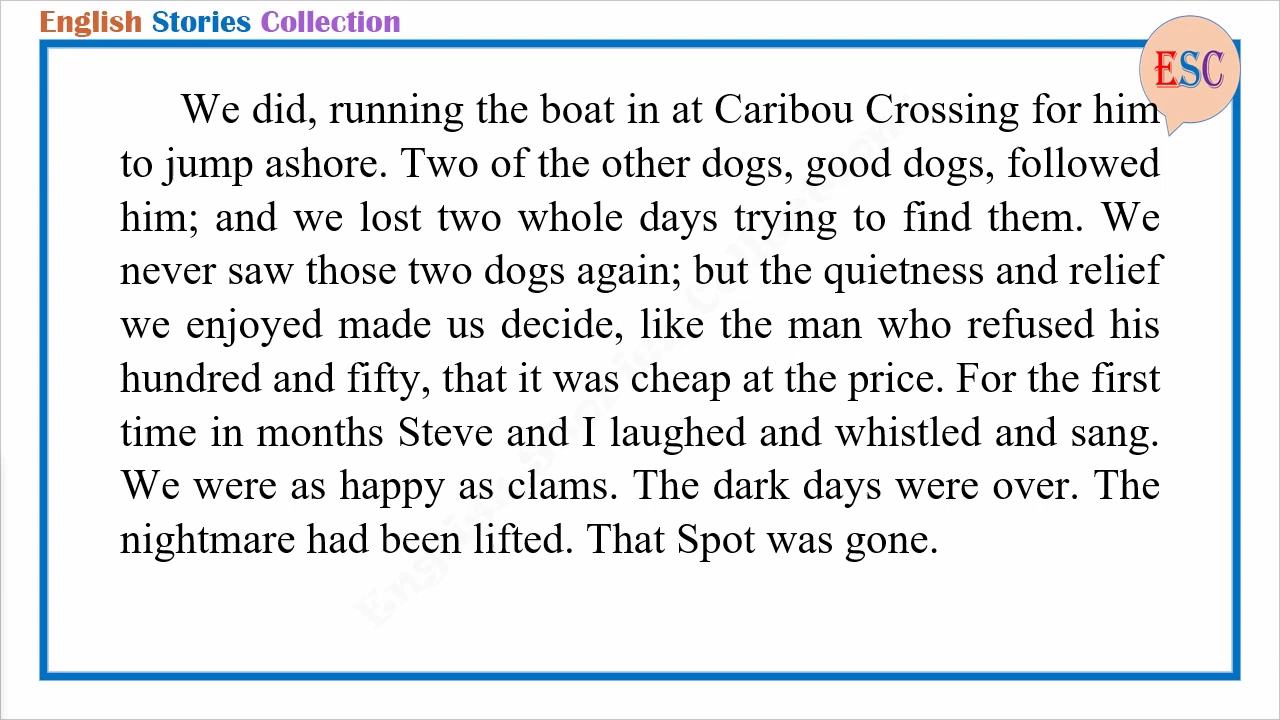 English Stories Collection
ESC
We did, running the boat in at Caribou Crossing for him
to jump ashore. Two of the other dogs, good dogs, followed
him; and we lost two whole days trying to find them. We
never saw those two dogs again; but the quietness and relief
we enjoyed made us decide, like the man who refused his
hundred and fifty, that it was cheap at the price. For the first
time in months Steve and I laughed and whistled and sang.
We were as happy as clams. The dark days were over. The
nightmare had been lifted. That Spot was gone.